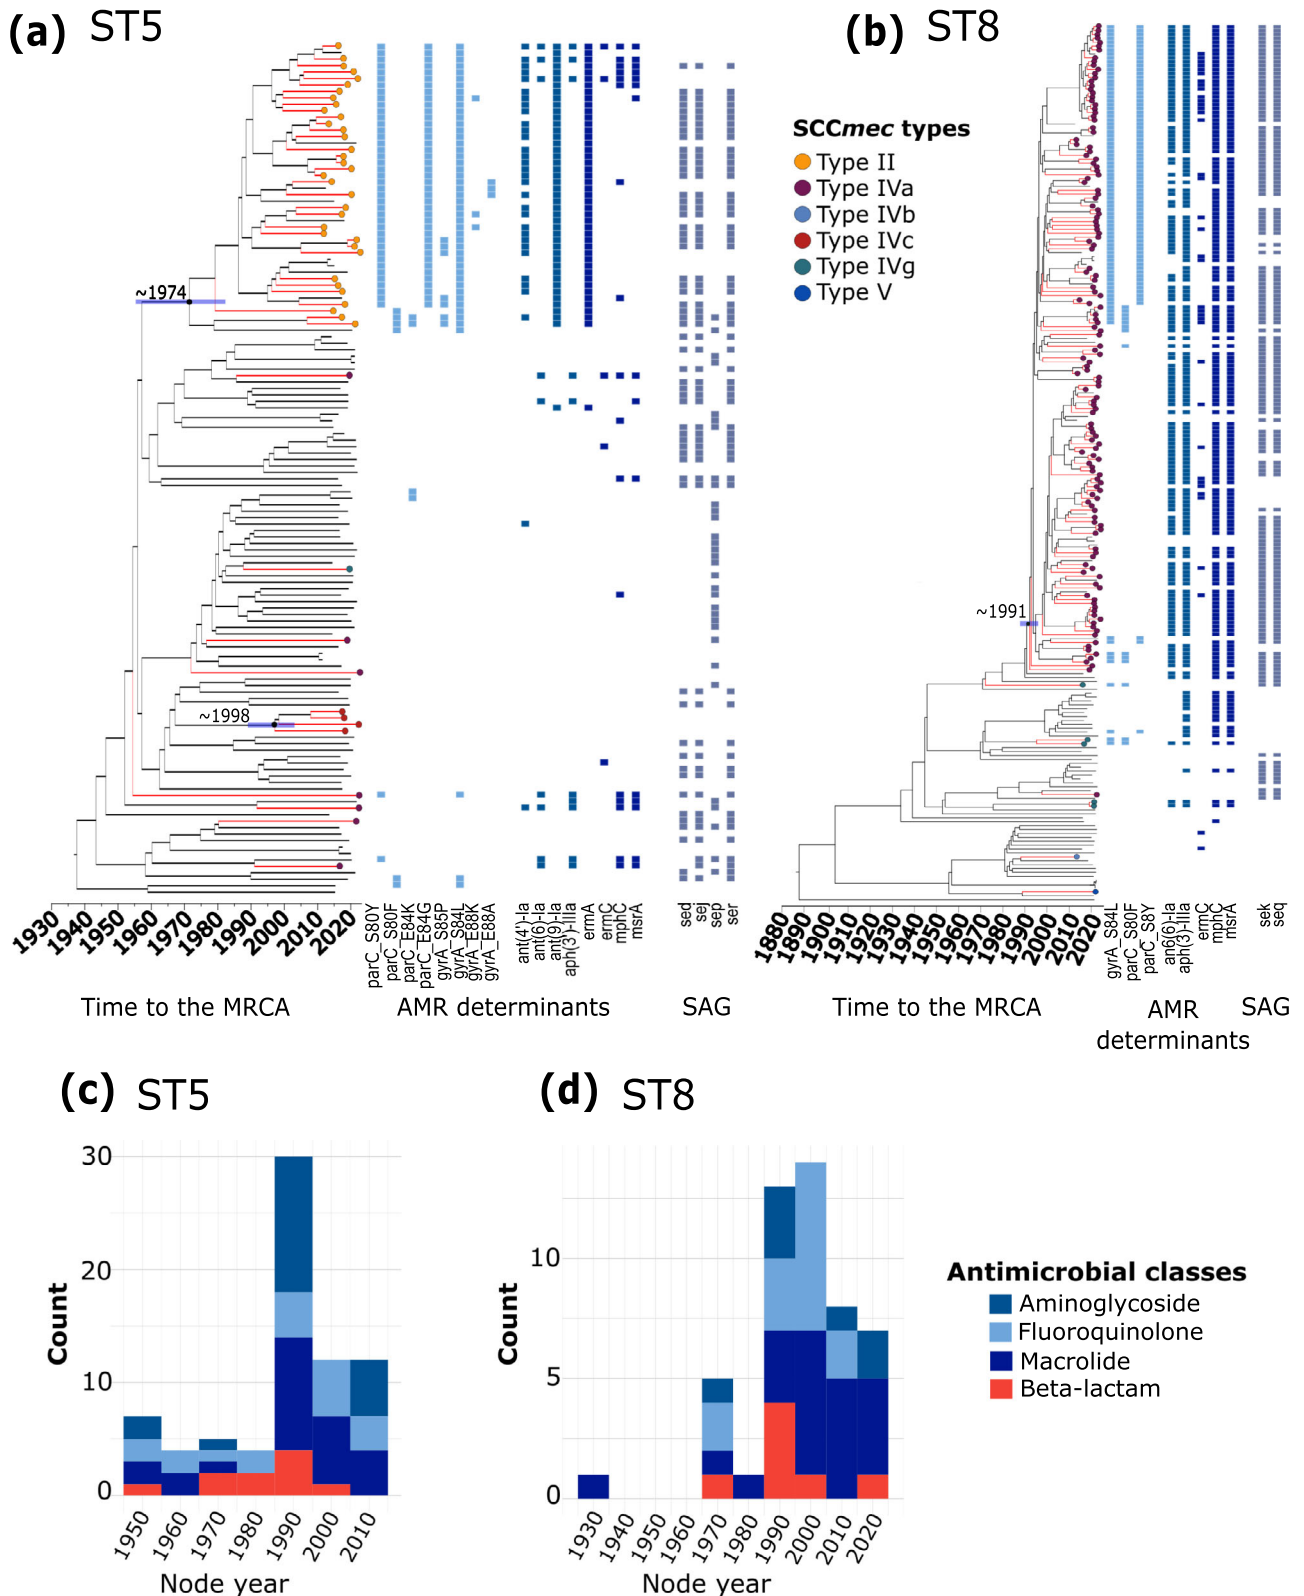 (a) ST5
~1974
~1998
1930
1940
1950
1960
1970
1980
1990
2000
2010
2020
parC_S80Y
parC_S80F
parC_E84K
parC_E84G
gyrA_S85P
gyrA_S84L
gyrA_E88K
gyrA_E88A
ant(4')-Ia
ant(6)-Ia
ant(9)-Ia
aph(3')-IIIa
ermA
ermC
mphC
msrA
sed
sej
sep
ser
Time to the MRCA
AMR determinants
SAG
(b) ST8
SCCmec types
Type II
Type IVa
Type IVb
Type IVc
Type IVg
Type V
~1991
1880
1890
1900
1910
1920
1930
1940
1950
1960
1970
1980
1990
2000
2010
2020
gyrA_S84L
parC_S80F
parC_S8Y
an6(6)-Ia
aph(3)-IIIa
ermC
mphC
msrA
sek
seq
Time to the MRCA
AMR
determinants
SAG
(c) ST5
Count
30
20
10
0
1950
1960
1970
1980
1990
2000
2010
Node year
(d) ST8
Count
10
5
0
1930
1940
1950
1960
1970
1980
1990
2000
2010
2020
Node year
Antimicrobial classes
Aminoglycoside
Fluoroquinolone
Macrolide
Beta-lactam